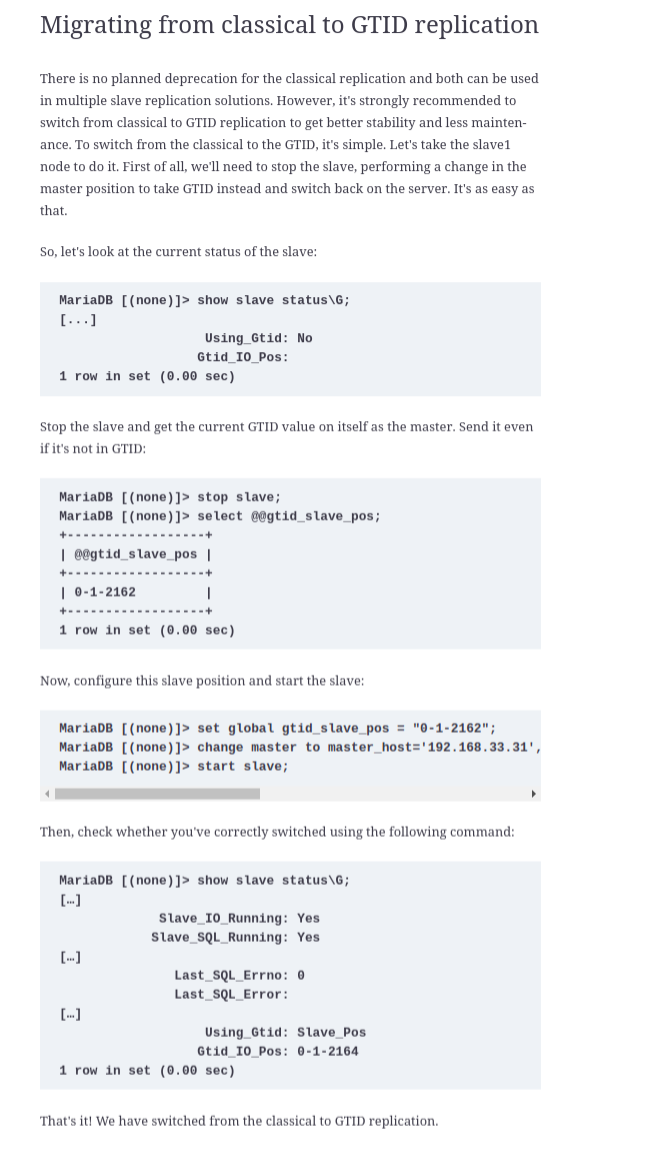 Migrating from classical to GTID replication
There is no planned deprecation for the classical replication and both can be used
in multiple slave replication solutions. However, it's strongly recommended to
switch from classical to GTID replication to get better stability and less mainten-
ance. To switch from the classical to the GTID, it's simple. Let's take the slave1
node to do it. First of all, we'll need to stop the slave, performing a change in the
master position to take GTID instead and switch back on the server. It's as easy as
that.
So, let's look at the current status of the slave:
MariaDB [(none)]> show slave status\G;
[...]
Using_Gtid: No
Gtid_IO_Pos:
1 row in set (0.00 sec)
Stop the slave and get the current GTID value on itself as the master. Send it even
if it's not in GTID:
MariaDB [(none)]> stop slave;
MariaDB [(none)]> select @@gtid_slave_pos;
+------------------+
| @@gtid_slave_pos |
+------------------+
| 0-1-2162         |
+------------------+
1 row in set (0.00 sec)
Now, configure this slave position and start the slave:
MariaDB [(none)]> set global gtid_slave_pos = "0-1-2162";
MariaDB [(none)]> change master to master_host='192.168.33.31',
MariaDB [(none)]> start slave;
Then, check whether you've correctly switched using the following command:
MariaDB [(none)]> show slave status\G;
[…]
Slave_IO_Running: Yes
Slave_SQL_Running: Yes
[…]
Last_SQL_Errno: 0
Last_SQL_Error:
[…]
Using_Gtid: Slave_Pos
Gtid_IO_Pos: 0-1-2164
1 row in set (0.00 sec)
That's it! We have switched from the classical to GTID replication.